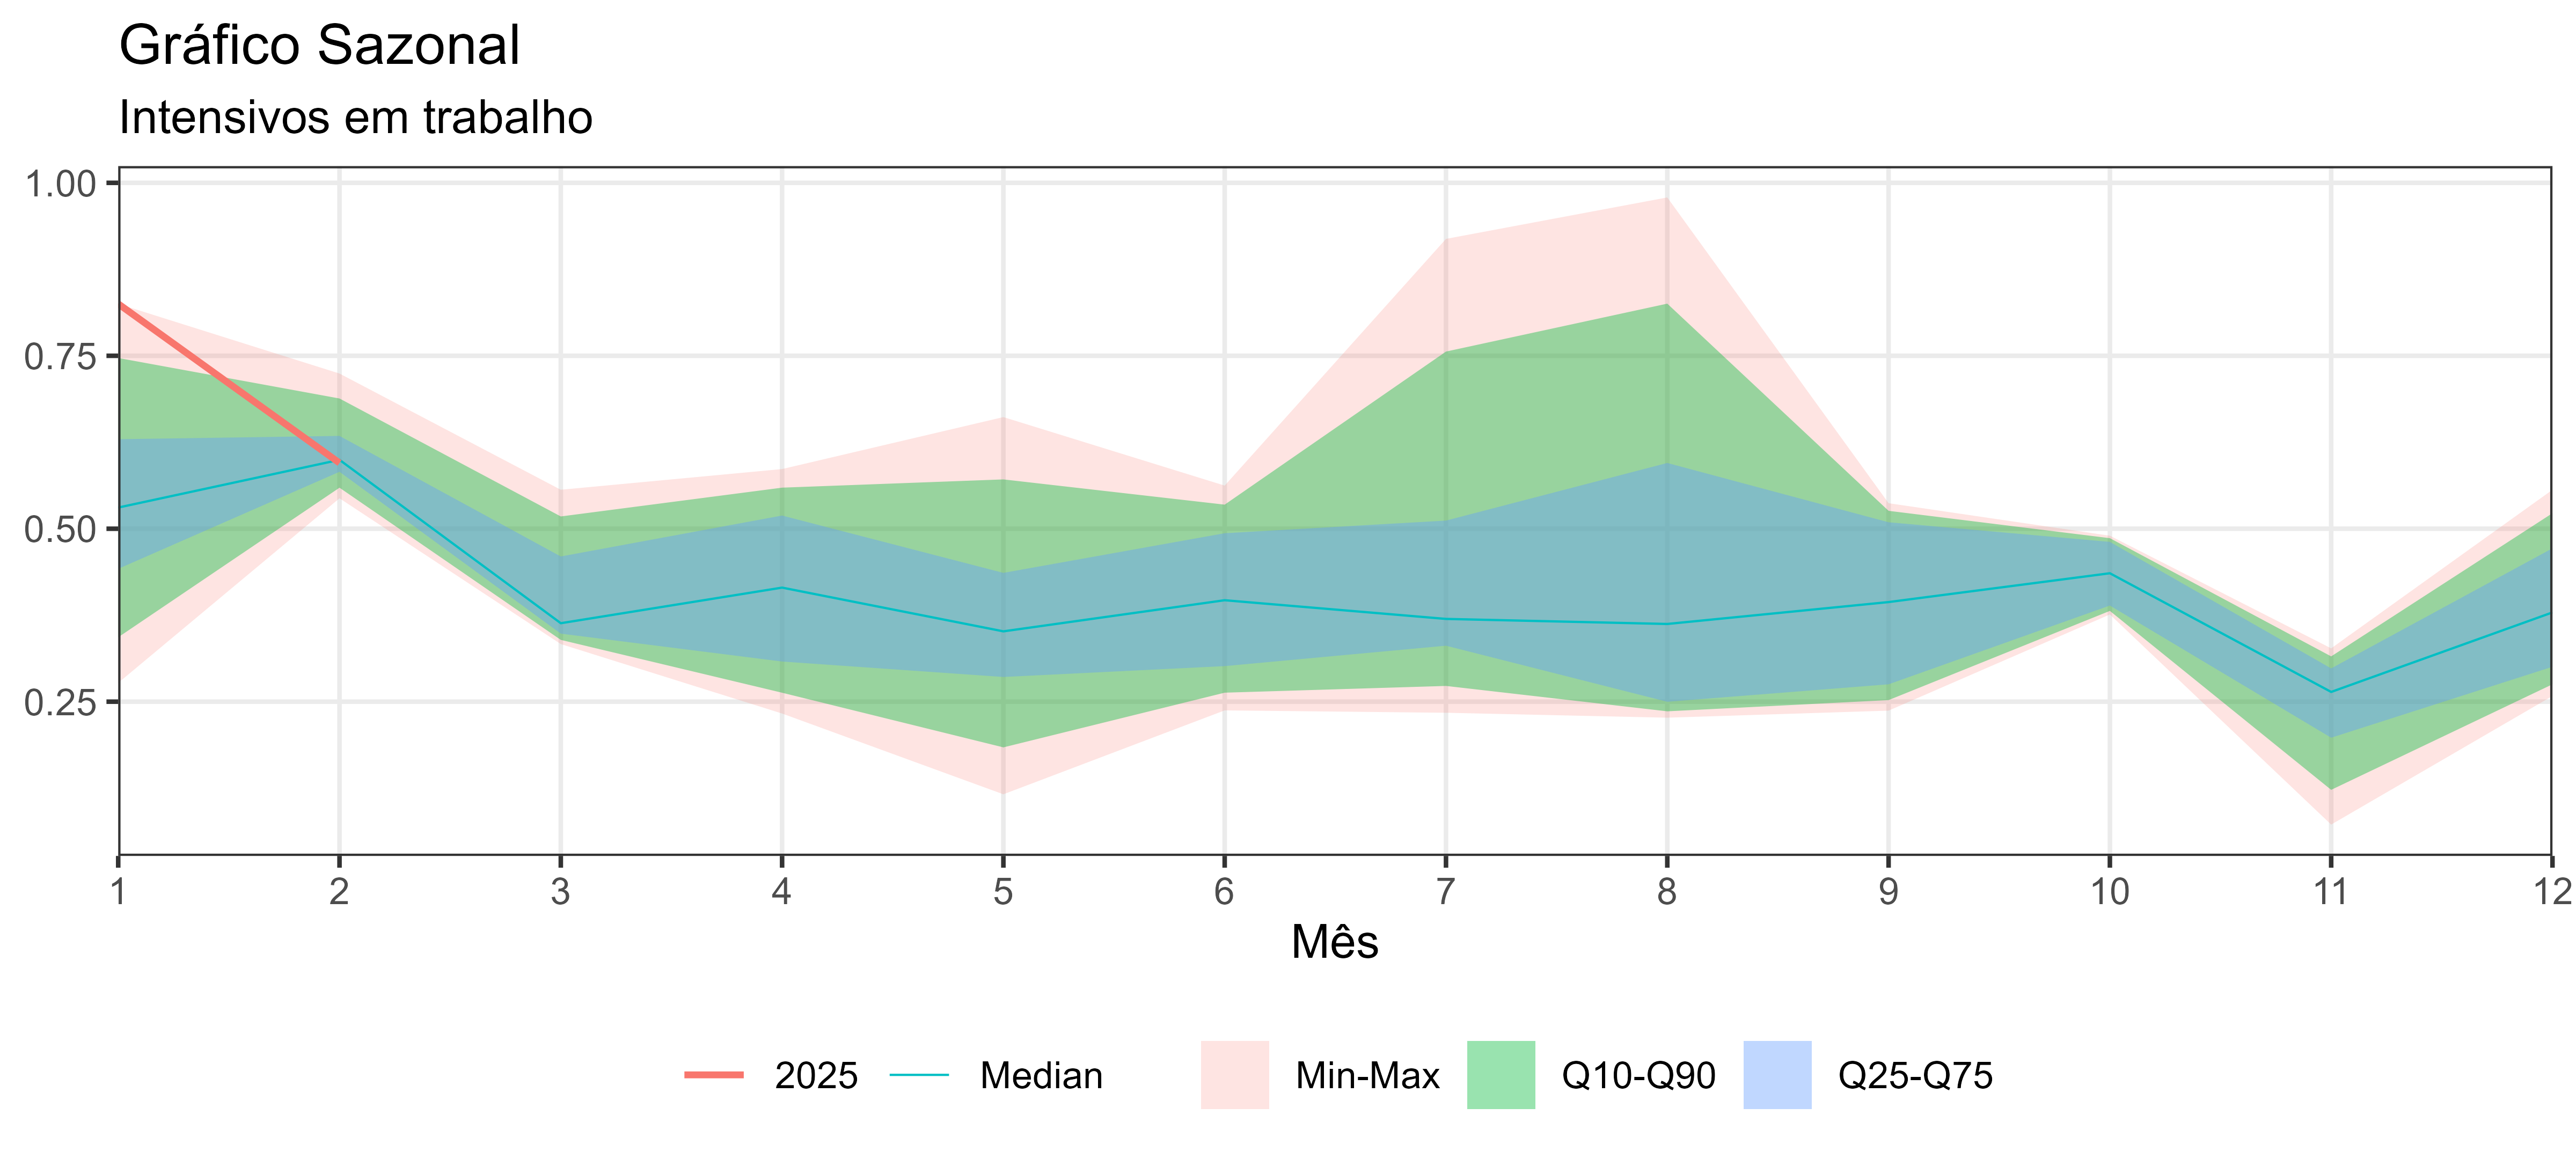 Gráfico Sazonal
Intensivos em trabalho
1.00
0.75
0.50
0.25
1 2 3 4 5 6 7 8 9 10 11 12
Mês
2025 Median Min-Max Q10-Q90 Q25-Q75